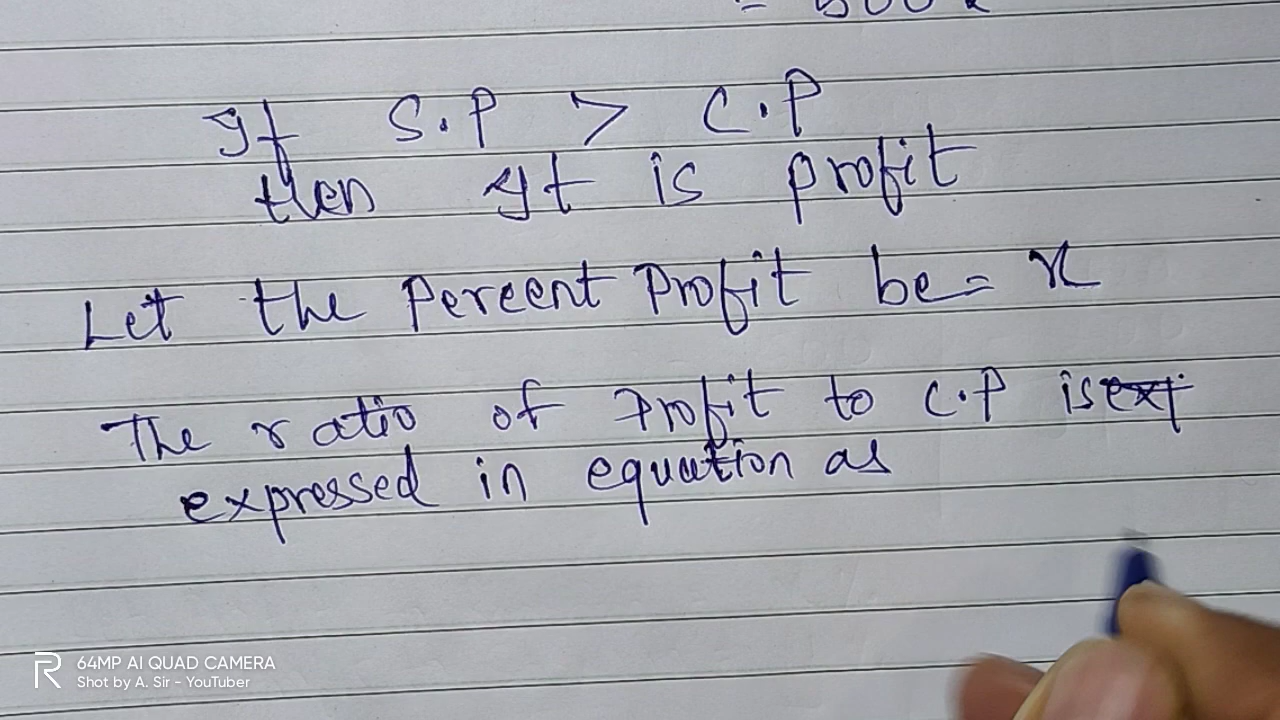 If S.P > C.P
then It is profit
Let the Percent Profit be = x
The ratio of Profit to C.P is
expressed in equation as
64MP AI QUAD CAMERA
Shot by A. Sir - YouTuber